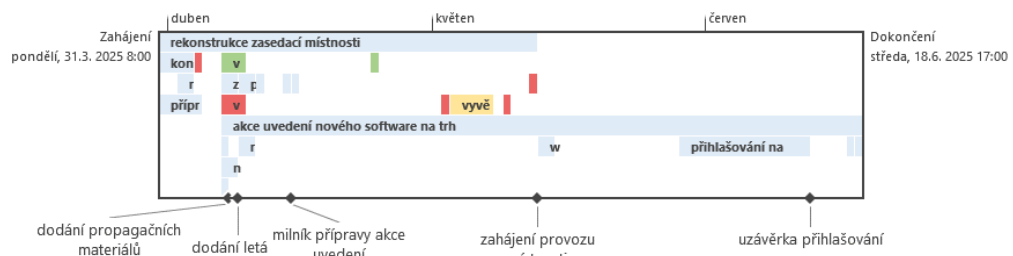 duben
květen
červen
Zahájení
pondělí, 31.3. 2025 8:00
Dokončení
středa, 18.6. 2025 17:00
rekonstrukce zasedací místnosti
kon
v
r
z
p
přípr
v
vyvě
akce uvedení nového software na trh
r
w
přihlašování na
n
dodání propagačních
materiálů
dodání letá
milník přípravy akce
uvedení
zahájení provozu
uzávěrka přihlašování